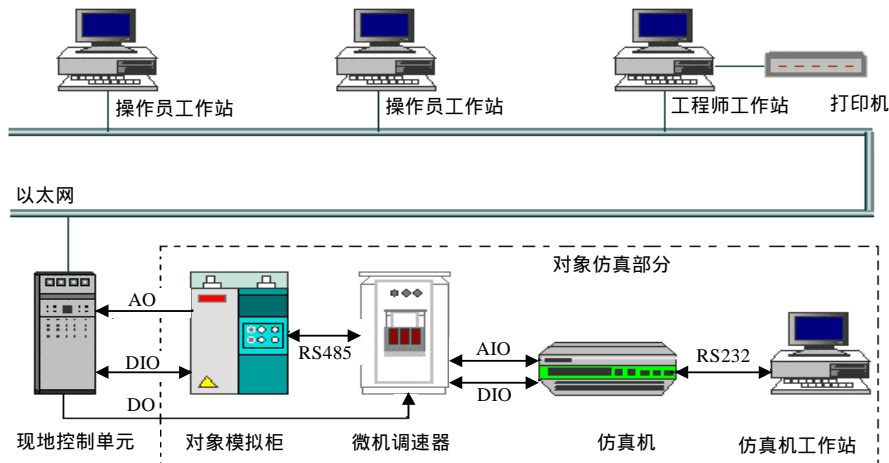 操作员工作站
操作员工作站
工程师工作站
打印机
以太网
对象仿真部分
AO
DIO
DO
RS485
AIO
DIO
RS232
现地控制单元
对象模拟柜
微机调速器
仿真机
仿真机工作站